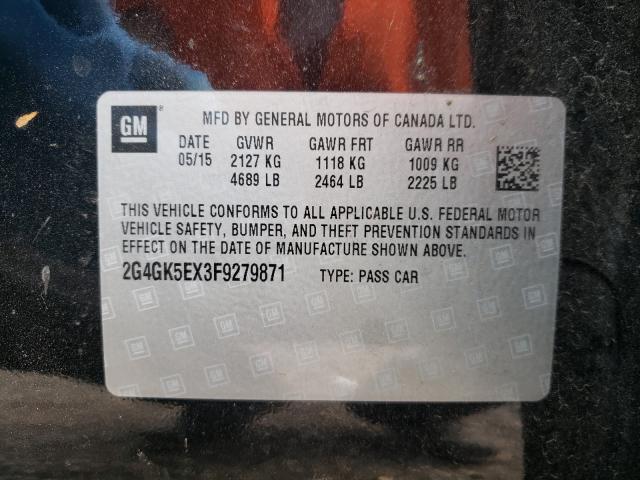 GM ® MFD BY GENERAL MOTORS OF CANADA LTD.
DATE GVWR GAWR FRT GAWR RR
05/15 2127 KG 1118 KG 1009 KG
4689 LB 2464 LB 2225 LB
THIS VEHICLE CONFORMS TO ALL APPLICABLE U.S. FEDERAL MOTOR
VEHICLE SAFETY, BUMPER, AND THEFT PREVENTION STANDARDS IN
EFFECT ON THE DATE OF MANUFACTURE SHOWN ABOVE.
2G4GK5EX3F9279871 TYPE: PASS CAR